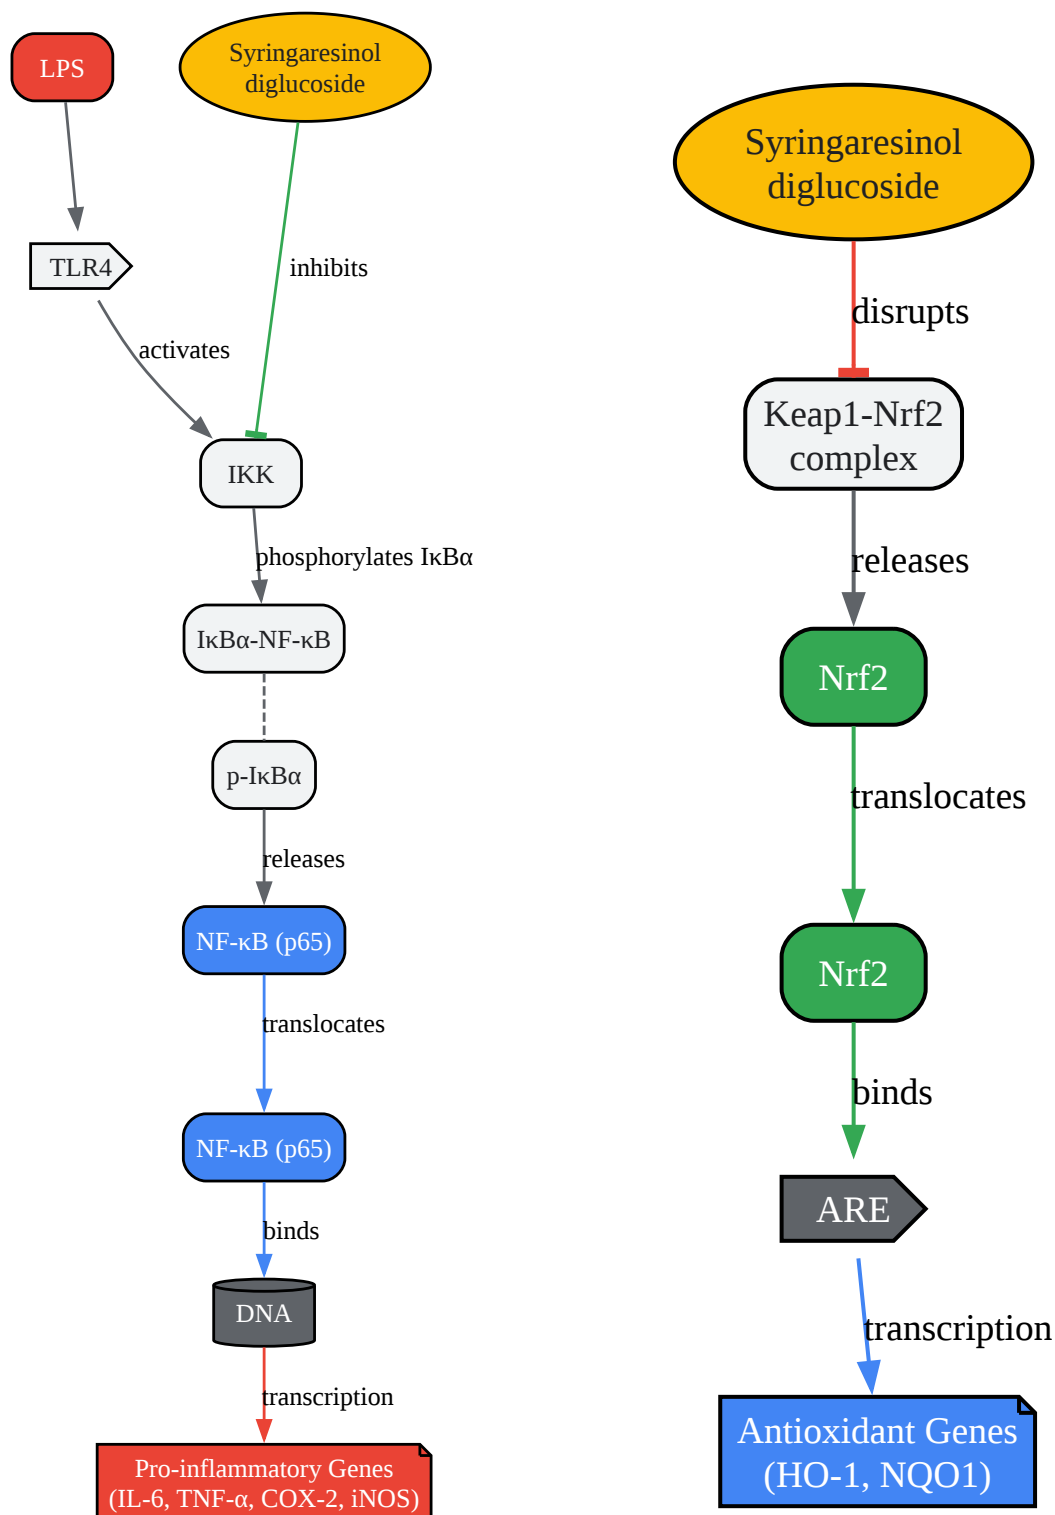 LPS
Syringaresinol
diglucoside
TLR4
inhibits
activates
IKK
phosphorylates IκBα
IκBα-NF-κB
p-IκBα
releases
NF-κB (p65)
translocates
NF-κB (p65)
binds
DNA
transcription
Pro-inflammatory Genes
(IL-6, TNF-α, COX-2, iNOS)
Syringaresinol
diglucoside
disrupts
Keap1-Nrf2
complex
releases
Nrf2
translocates
Nrf2
binds
ARE
transcription
Antioxidant Genes
(HO-1, NQO1)